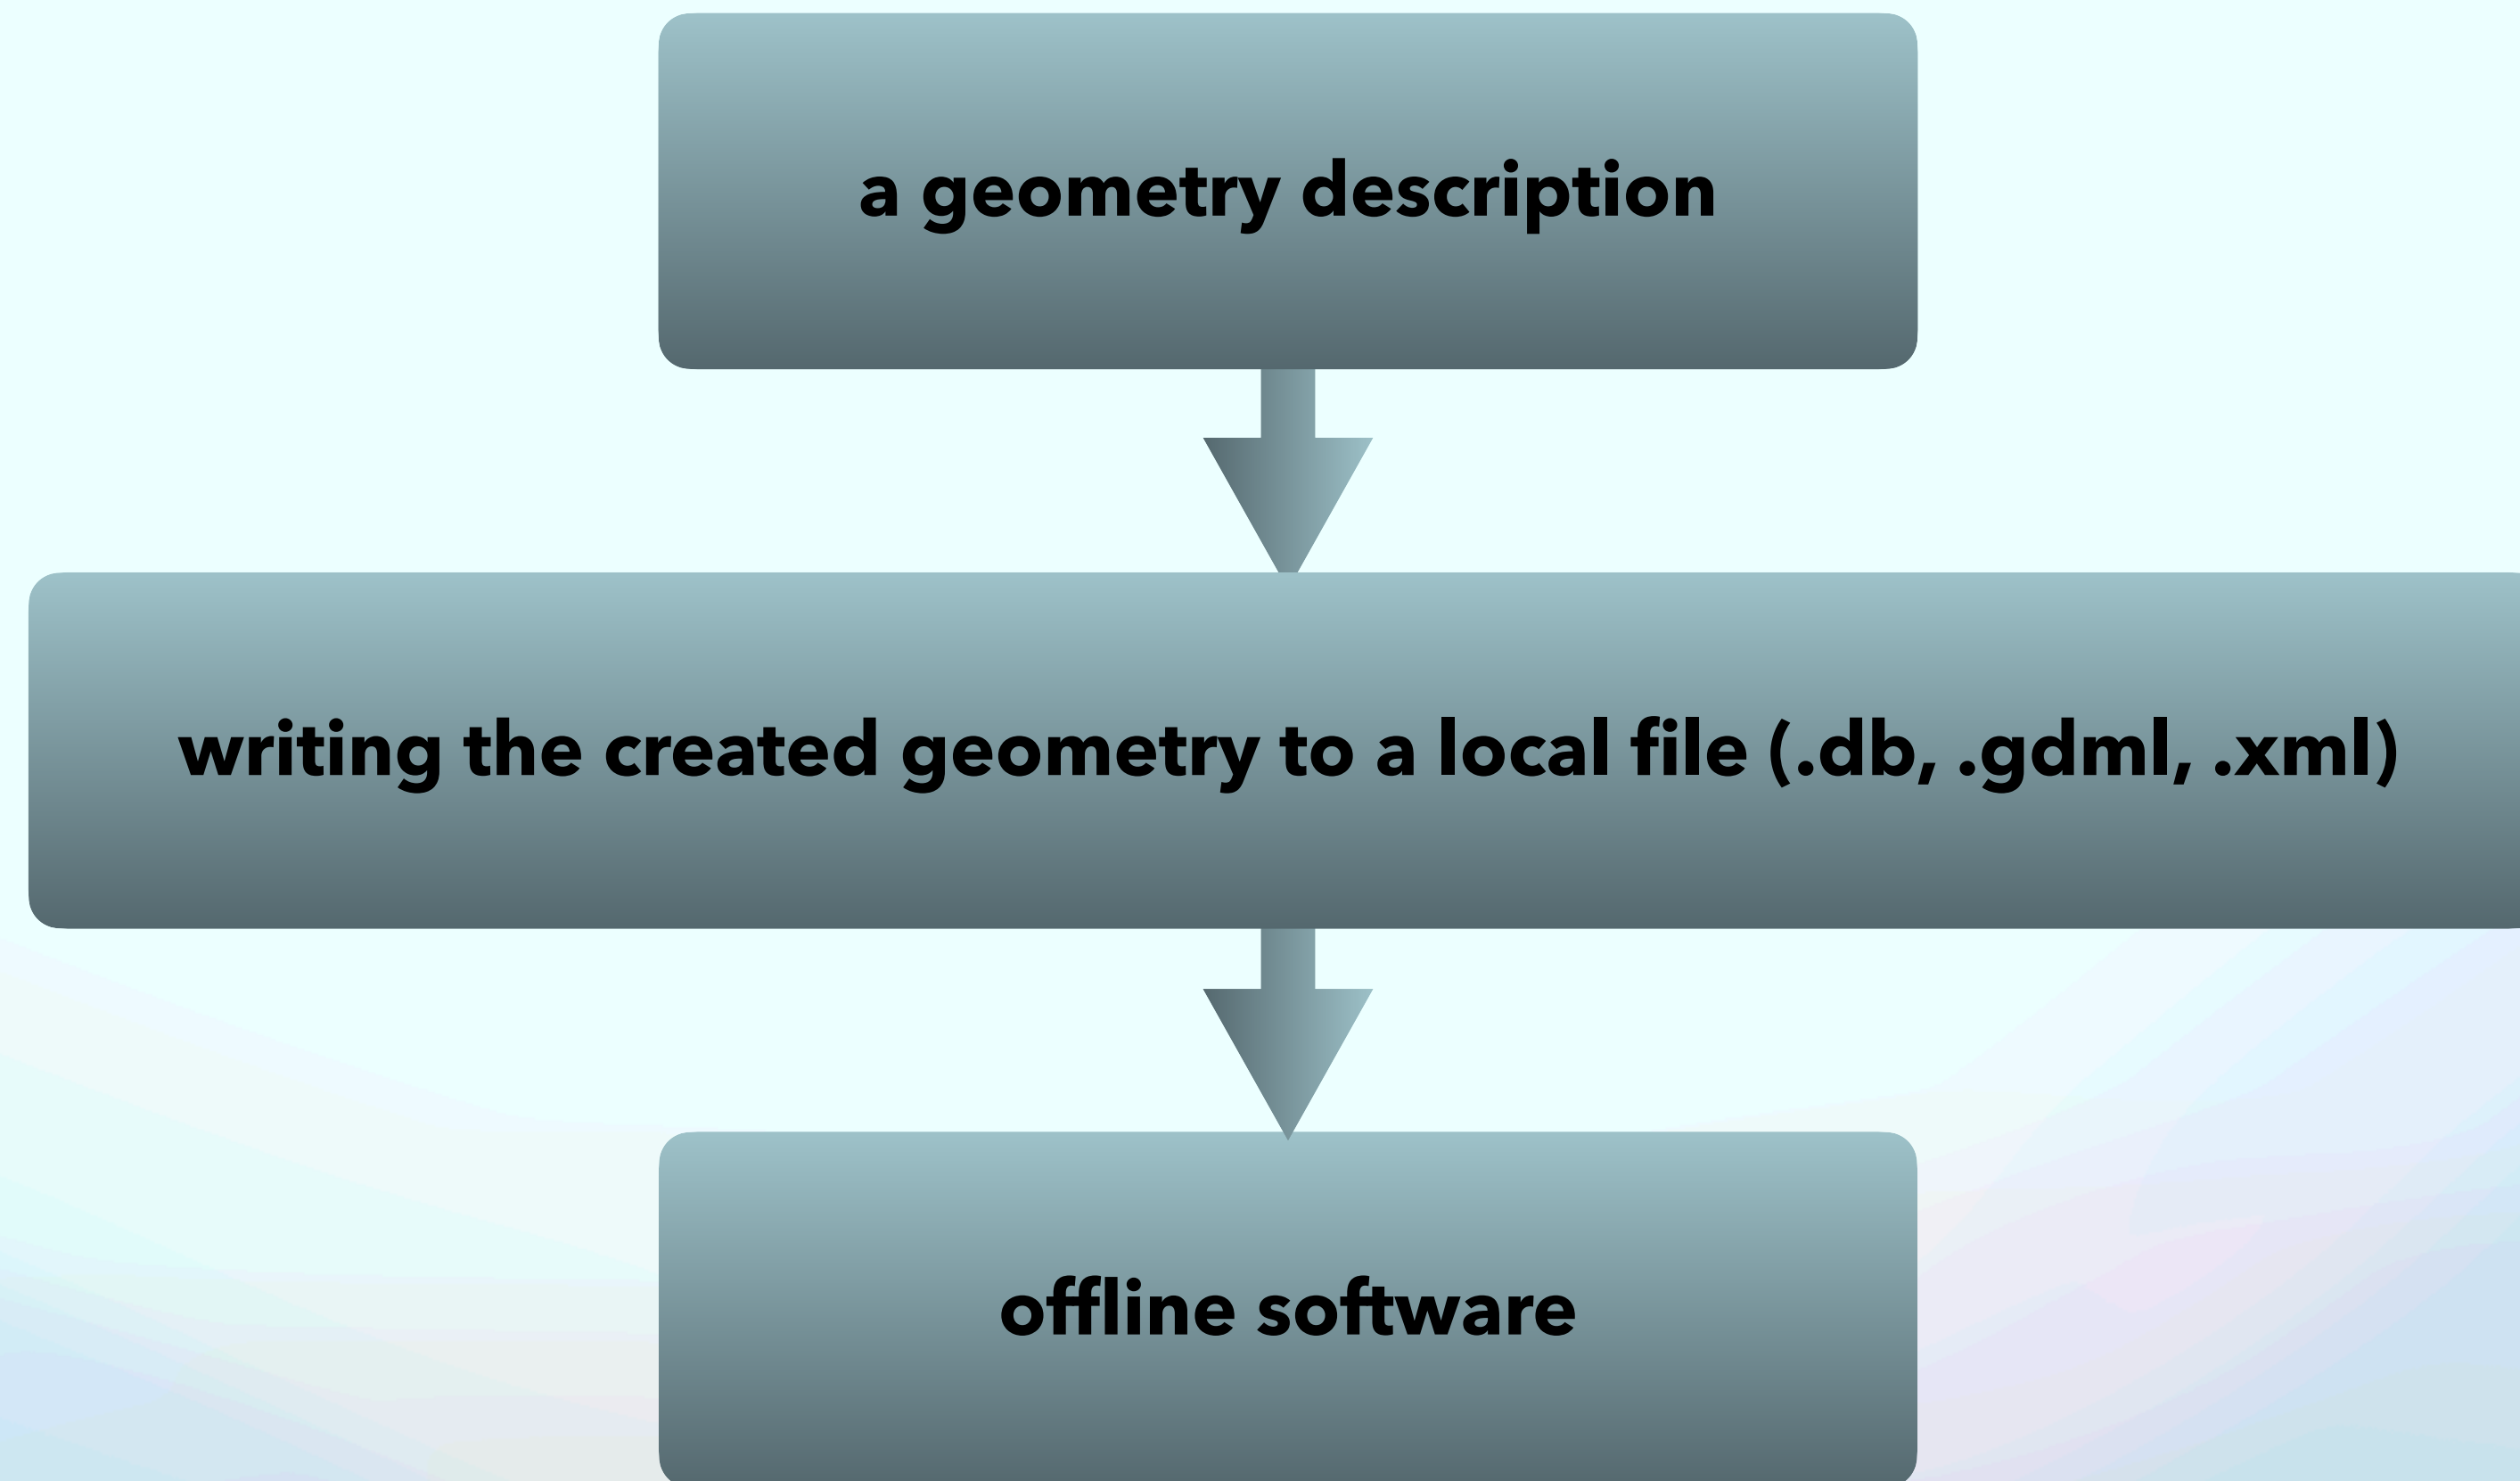 a geometry description
writing the created geometry to a local file (.db, .gdml, .xml)
offline software